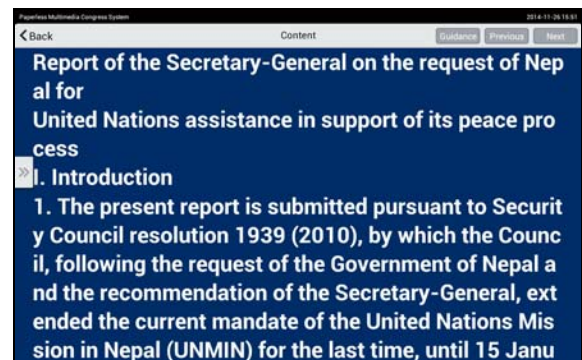 Paperless Multimedia Congress System 2014-11-26 15:51
Back Content Guidance Previous Next
Report of the Secretary-General on the request of Nep
al for
United Nations assistance in support of its peace pro
cess
I. Introduction
1. The present report is submitted pursuant to Securit
y Council resolution 1939 (2010), by which the Counc
il, following the request of the Government of Nepal a
nd the recommendation of the Secretary-General, ext
ended the current mandate of the United Nations Mis
sion in Nepal (UNMIN) for the last time, until 15 Janu